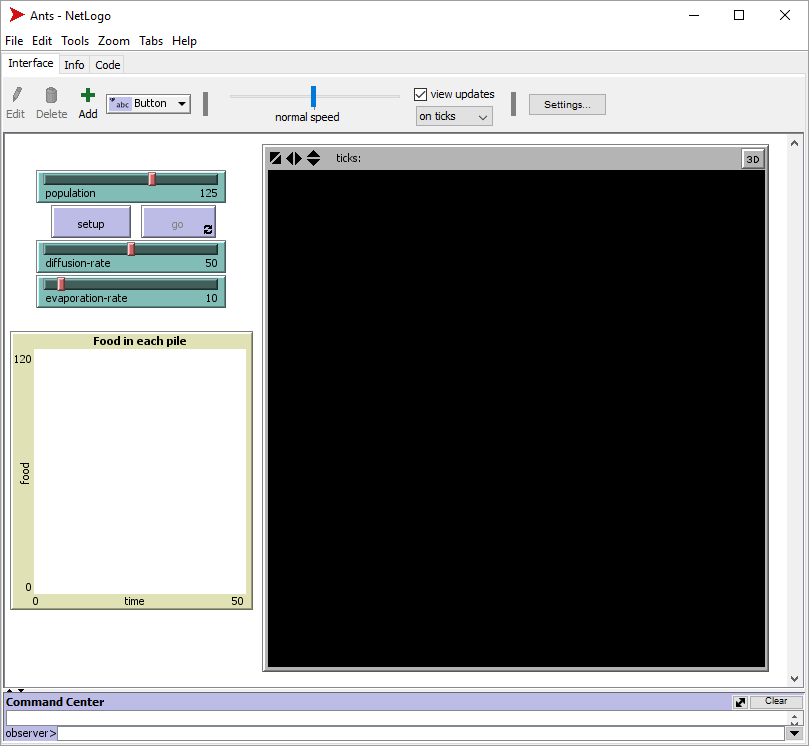 Ants - NetLogo
File Edit Tools Zoom Tabs Help
Interface Info Code
Edit Delete Add abc Button normal speed view updates on ticks Settings...
ticks: 3D
population 125
setup go
diffusion-rate 50
evaporation-rate 10
Food in each pile
120
food
0
0 time 50
Command Center Clear
observer>